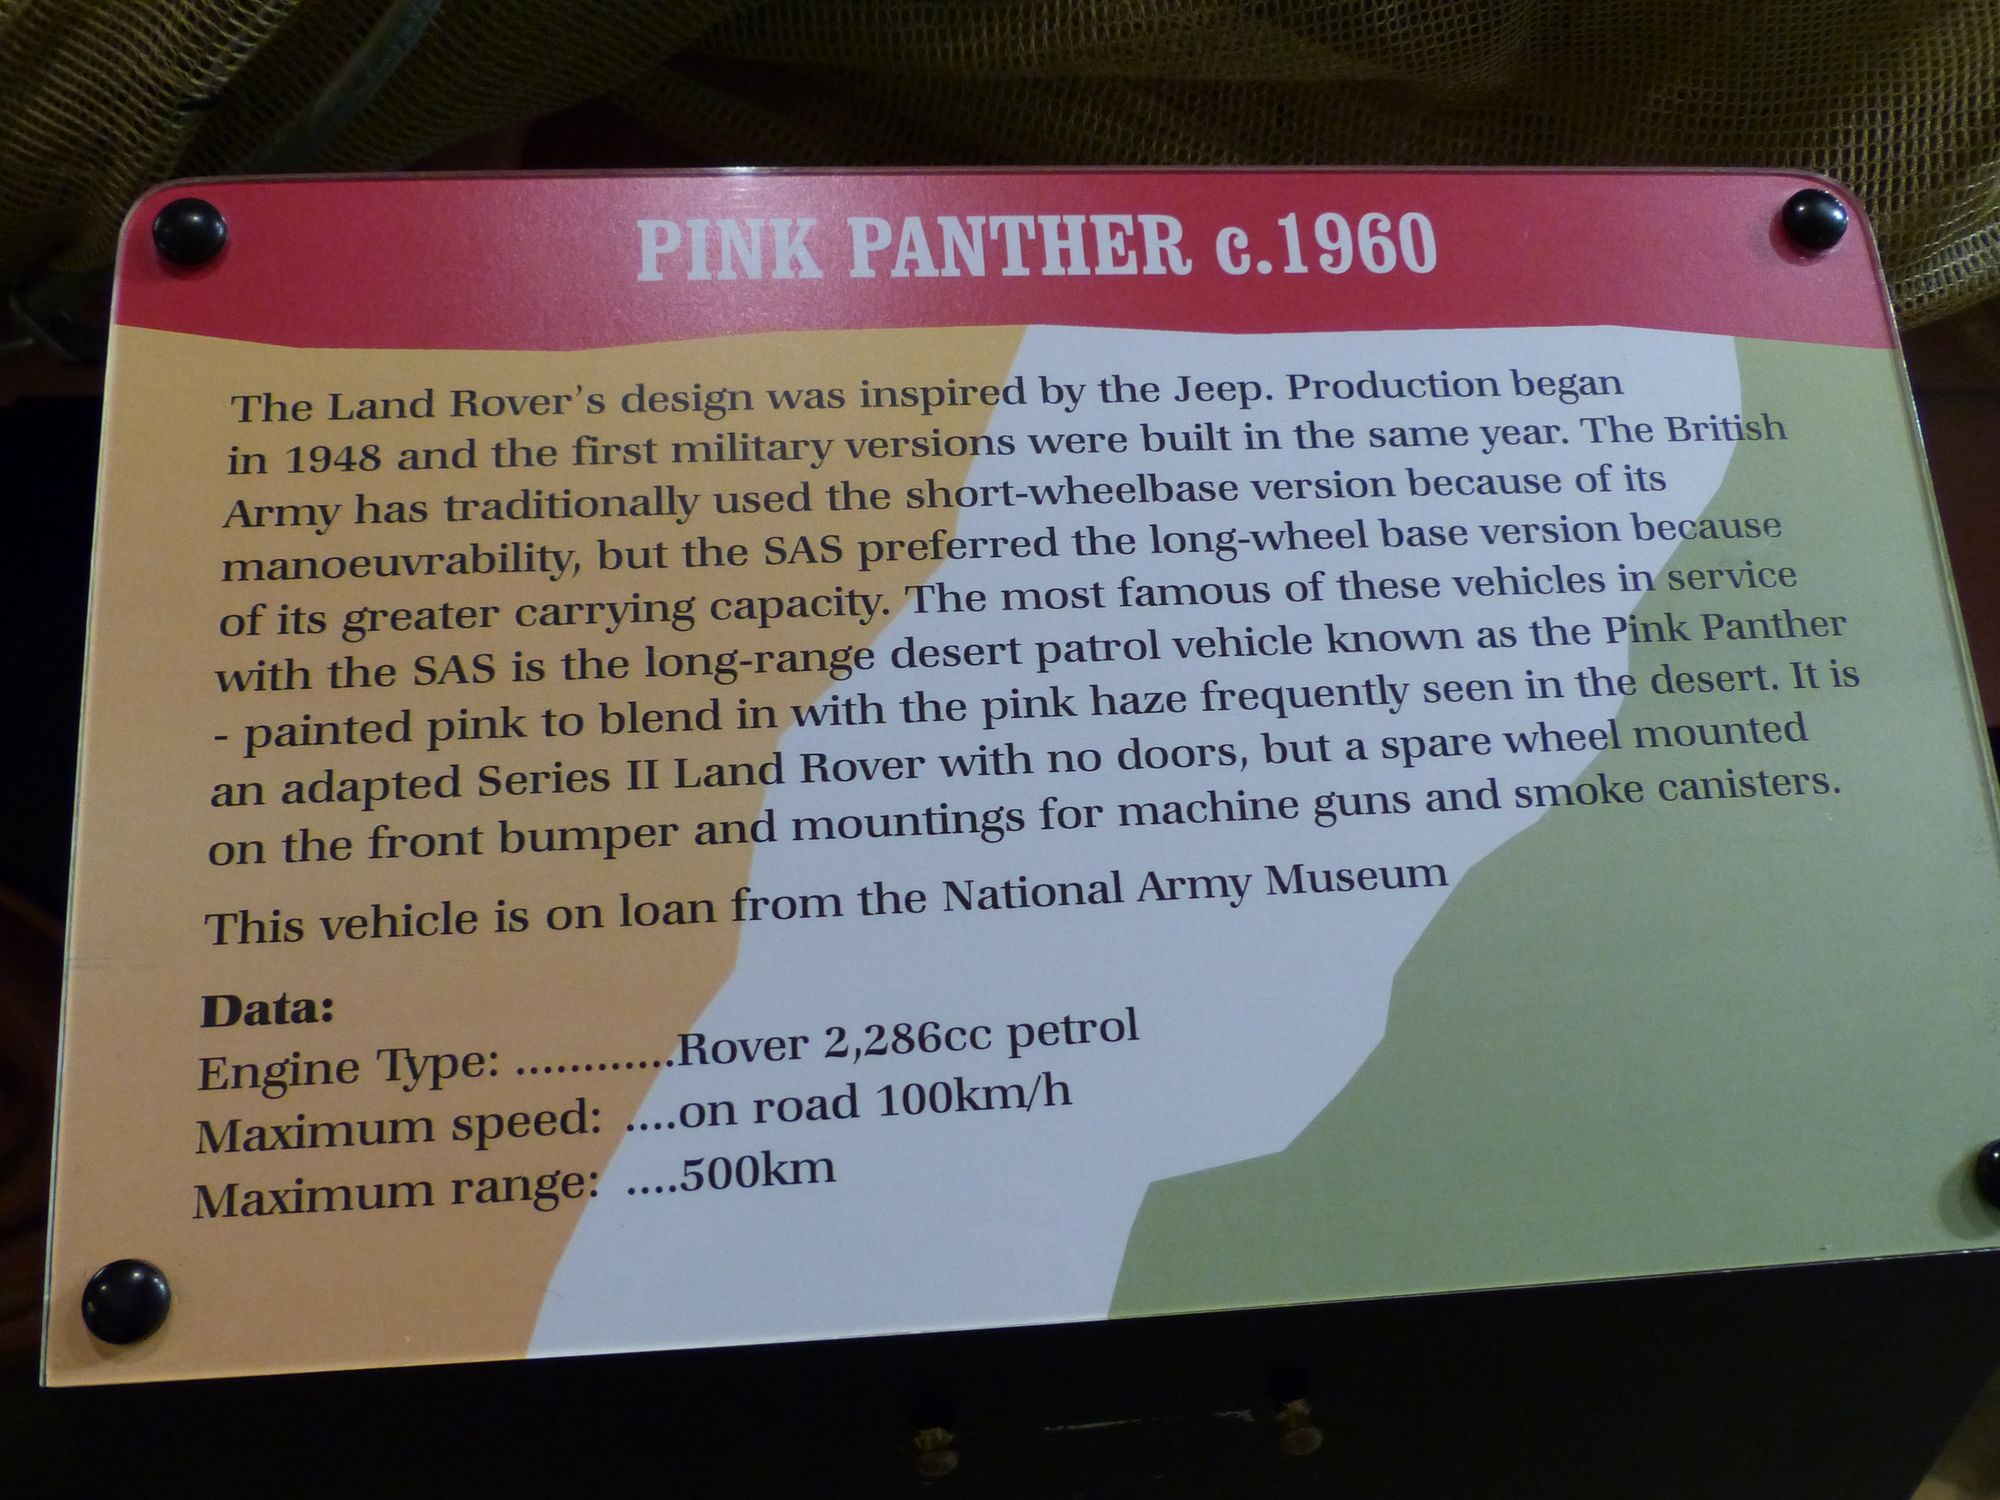 PINK PANTHER c.1960
The Land Rover's design was inspired by the Jeep. Production began
in 1948 and the first military versions were built in the same year. The British
Army has traditionally used the short-wheelbase version because of its
manoeuvrability, but the SAS preferred the long-wheel base version because
of its greater carrying capacity. The most famous of these vehicles in service
with the SAS is the long-range desert patrol vehicle known as the Pink Panther
- painted pink to blend in with the pink haze frequently seen in the desert. It is
an adapted Series II Land Rover with no doors, but a spare wheel mounted
on the front bumper and mountings for machine guns and smoke canisters.
This vehicle is on loan from the National Army Museum
Data:
Engine Type: ............Rover 2,286cc petrol
Maximum speed: ....on road 100km/h
Maximum range: ....500km